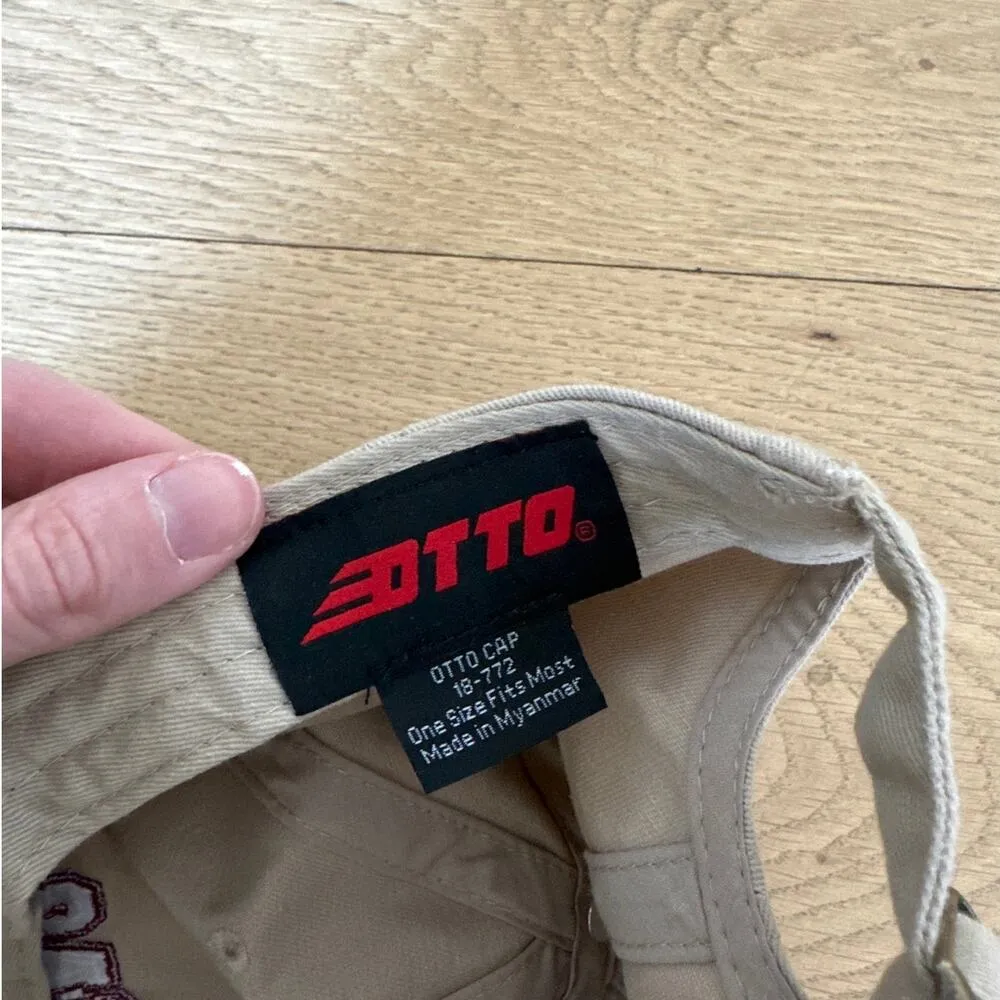 OTTO®
OTTO CAP
18-772
One Size Fits Most
Made in Myanmar